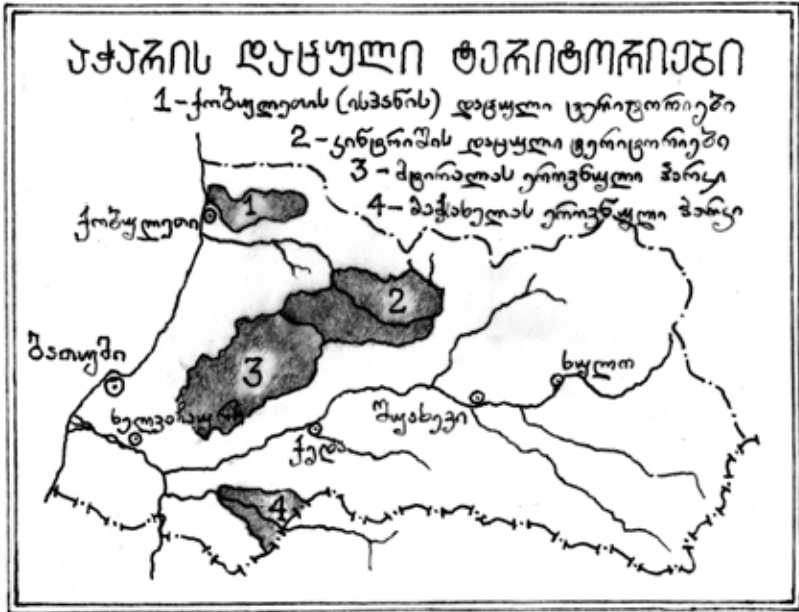 აჭარის დაცული ტერიტორიები
1 – ქობულეთის (ისპანის) დაცული ტერიტორიები
2 – კინტრიშის დაცული ტერიტორიები
3 – მტირალას ეროვნული პარკი
4 – მაჭახელას ეროვნული პარკი
1
ქობულეთი
2
ბათუმი
3
ხულო
შუახევი
ხელვაჩაური
ქედა
4